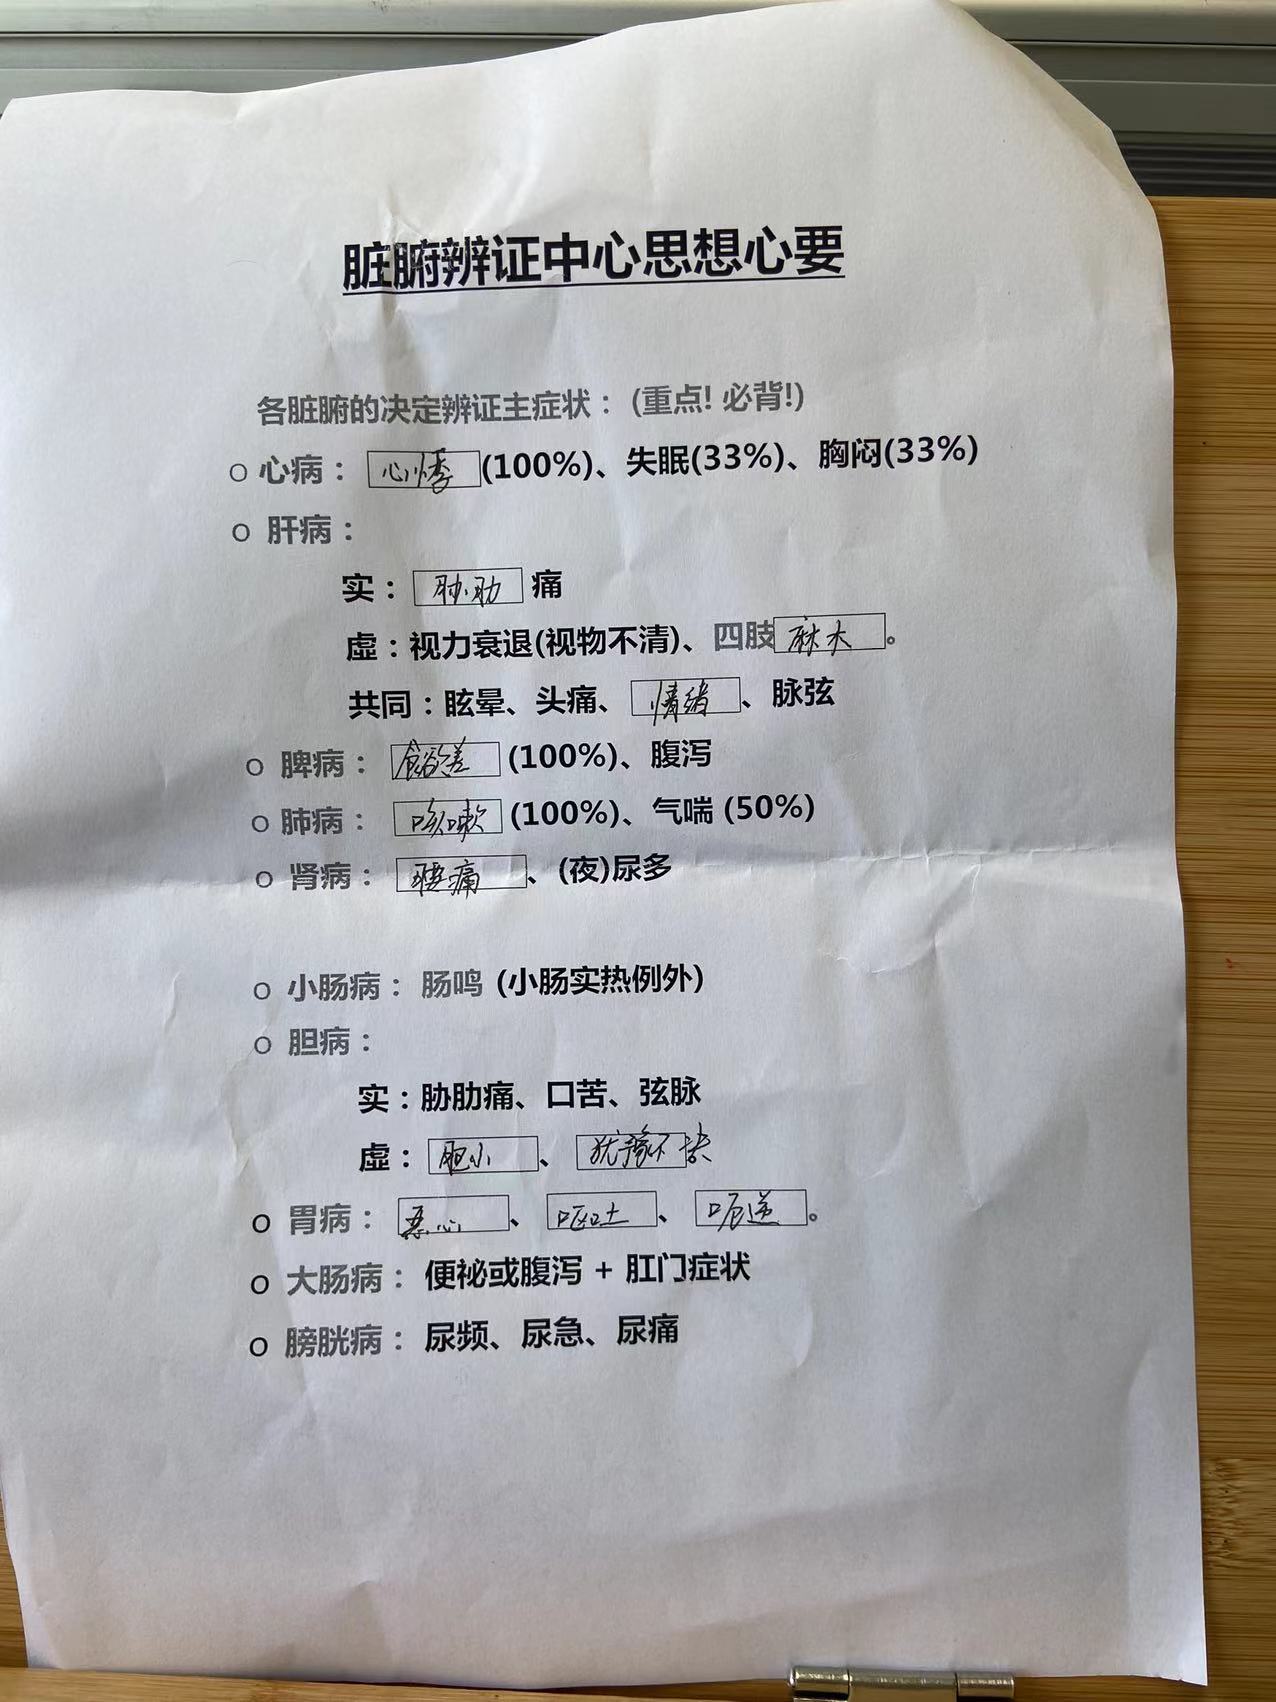 脏腑辨证中心思想心要
各脏腑的决定辨证主症状：(重点! 必背!)
o 心病： 心悸 (100%)、失眠(33%)、胸闷(33%)
o 肝病：
实： 胁肋 痛
虚：视力衰退(视物不清)、四肢 麻木 。
共同：眩晕、头痛、 情绪 、脉弦
o 脾病： 食欲差 (100%)、腹泻
o 肺病： 咳嗽 (100%)、气喘 (50%)
o 肾病： 腰痛 、(夜)尿多
o 小肠病： 肠鸣 (小肠实热例外)
o 胆病：
实：胁肋痛、口苦、弦脉
虚： 胆小 、 犹豫不决
o 胃病： 恶心 、 呕吐 、 呃逆 。
o 大肠病： 便祕或腹泻 + 肛门症状
o 膀胱病： 尿频、尿急、尿痛